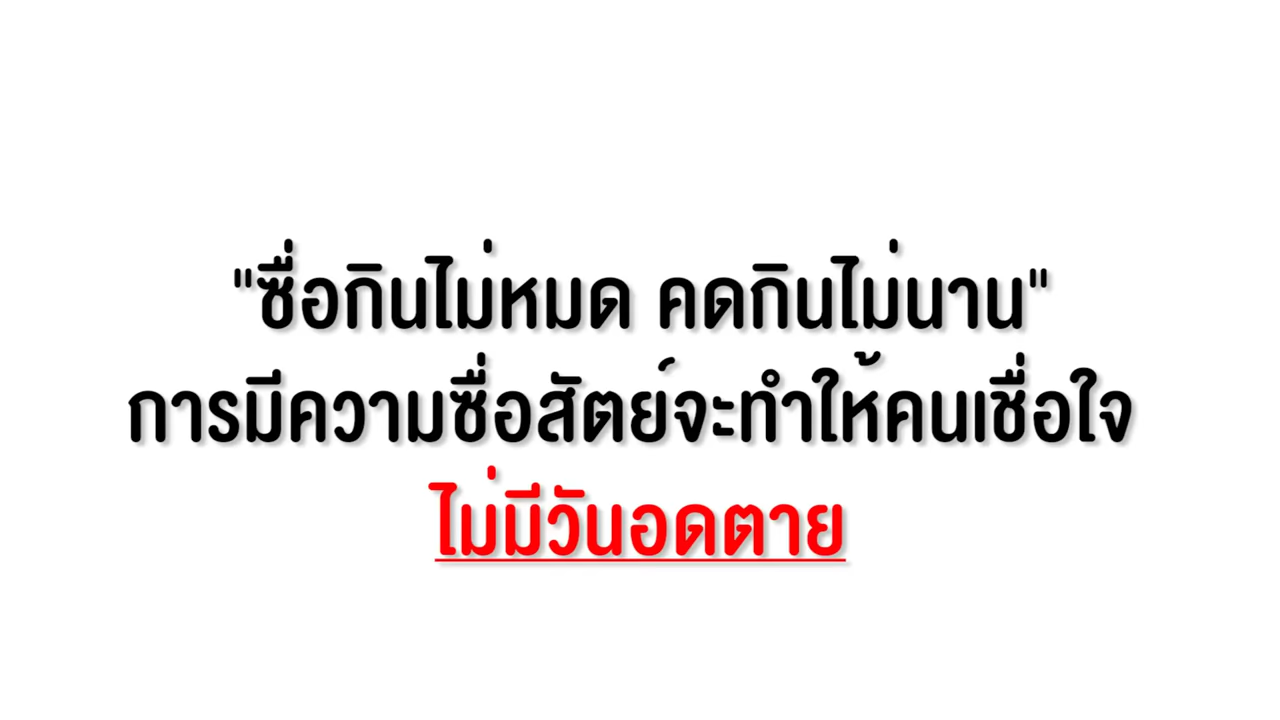 "ซื่อกินไม่หมด คดกินไม่นาน"
การมีความซื่อสัตย์จะทำให้คนเชื่อใจ
ไม่มีวันอดตาย